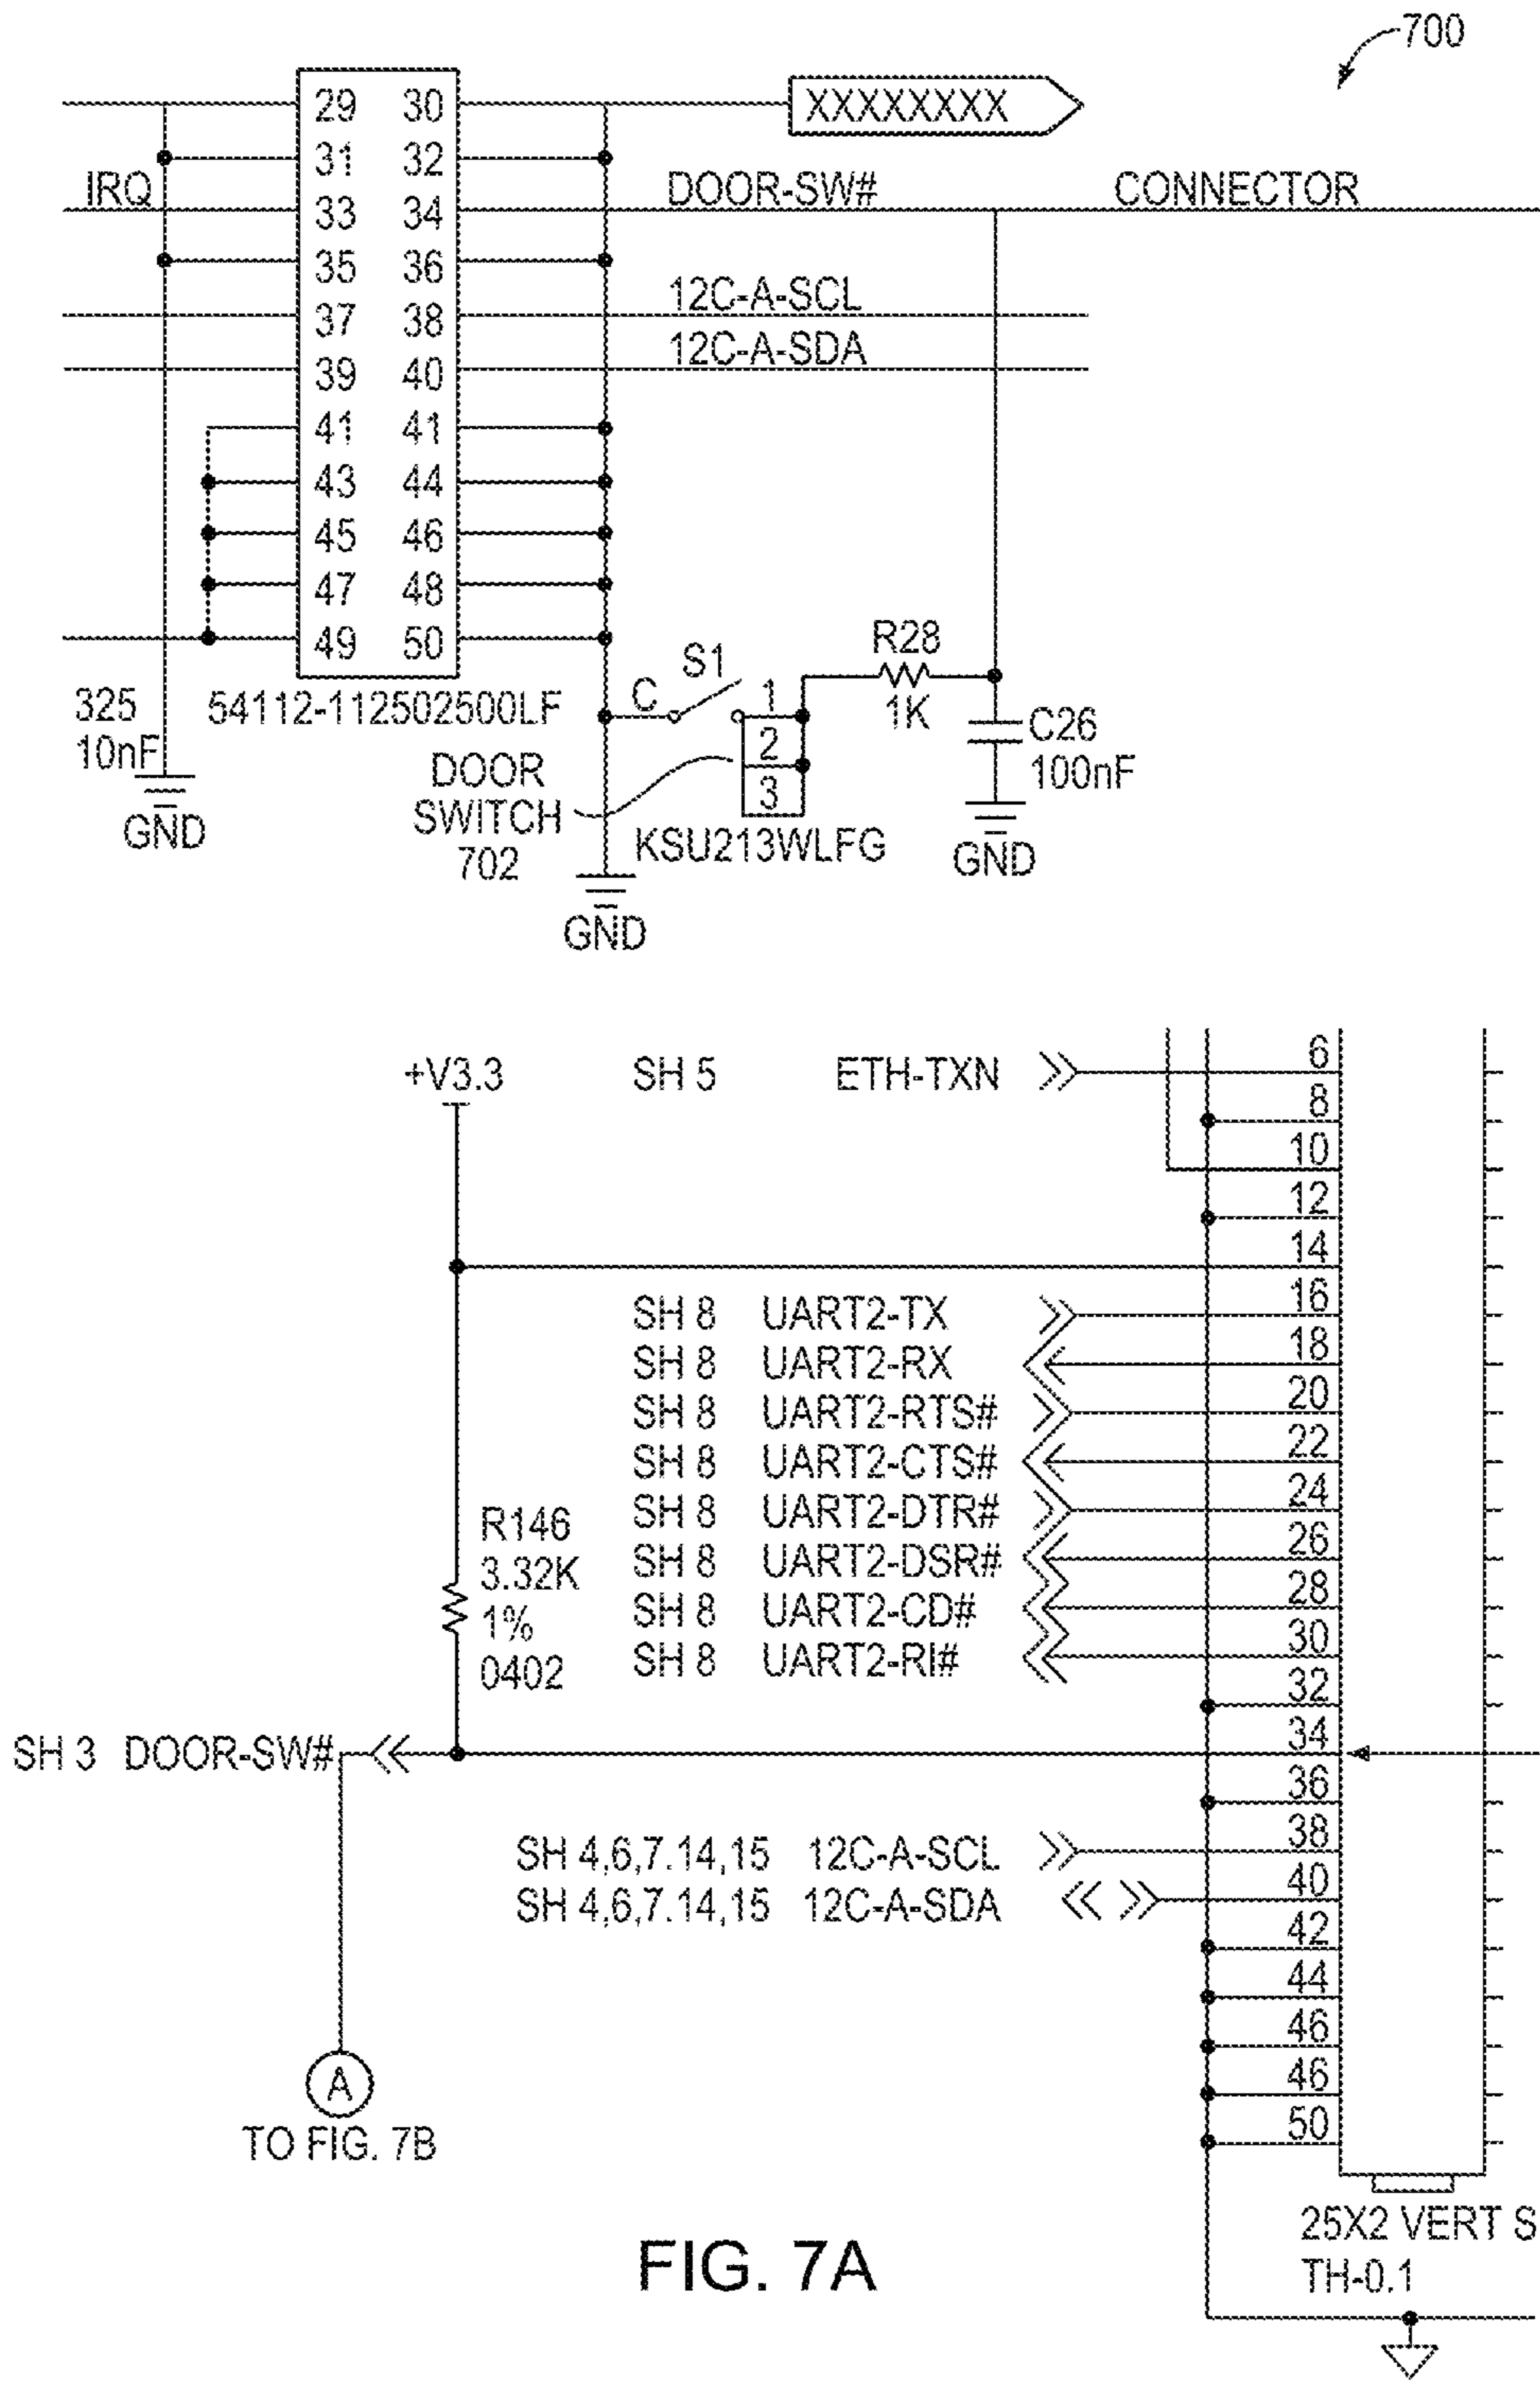 700
29 30 XXXXXXXX
31 32
IRQ 33 34 DOOR-SW# CONNECTOR
35 36
37 38 12C-A-SCL
39 40 12C-A-SDA
41 41
43 44
45 46
47 48
49 50
325
10nF
GND
54112-112502500LF
C S1 1
2
3
R28
1K
C26
100nF
GND
DOOR
SWITCH
702
KSU213WLFG
GND
+V3.3
SH 5 ETH-TXN 6
8
10
12
14
SH 8 UART2-TX 16
SH 8 UART2-RX 18
SH 8 UART2-RTS# 20
SH 8 UART2-CTS# 22
SH 8 UART2-DTR# 24
SH 8 UART2-DSR# 26
SH 8 UART2-CD# 28
SH 8 UART2-RI# 30
R146
3.32K
1%
0402
32
SH 3 DOOR-SW# 34
36
SH 4,6,7.14,15 12C-A-SCL 38
SH 4,6,7.14,15 12C-A-SDA 40
42
44
46
46
50
A
TO FIG. 7B
25X2 VERT S
TH-0.1
FIG. 7A